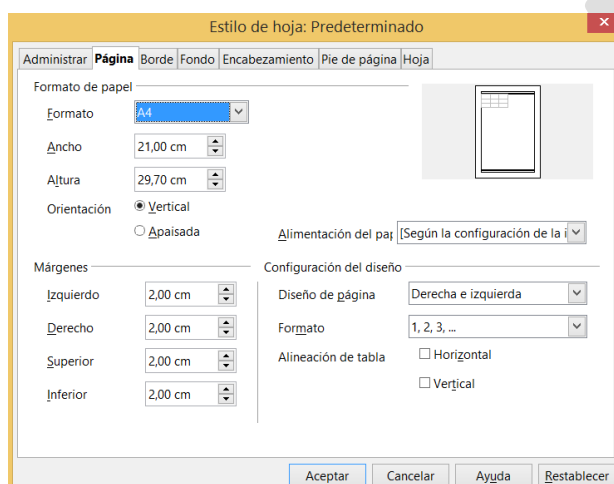 Estilo de hoja: Predeterminado
Administrar Página Borde Fondo Encabezamiento Pie de página Hoja
Formato de papel
Formato A4
Ancho 21,00 cm
Altura 29,70 cm
Orientación Vertical
Apaisada
Alimentación del pap [Según la configuración de la i
Márgenes Configuración del diseño
Izquierdo 2,00 cm Diseño de página Derecha e izquierda
Derecho 2,00 cm Formato 1, 2, 3, ...
Superior 2,00 cm Alineación de tabla Horizontal
Vertical
Inferior 2,00 cm
Aceptar Cancelar Ayuda Restablecer